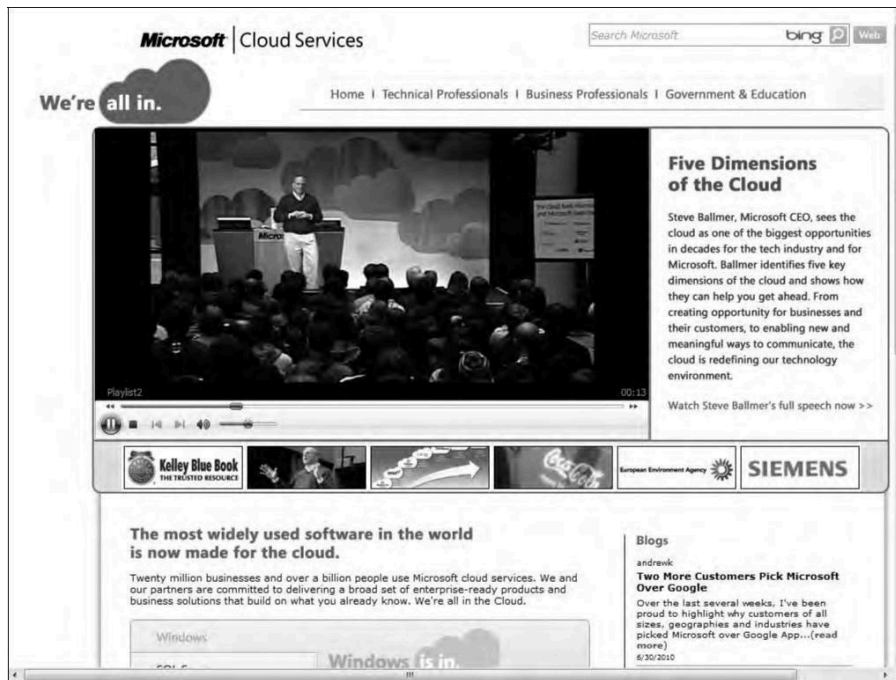 Microsoft | Cloud Services
Search Microsoft
bing
Web
We're all in.
Home | Technical Professionals | Business Professionals | Government & Education
Micros
Five Dimensions
of the Cloud
Steve Ballmer, Microsoft CEO, sees the
cloud as one of the biggest opportunities
in decades for the tech industry and for
Microsoft. Ballmer identifies five key
dimensions of the cloud and shows how
they can help you get ahead. From
creating opportunity for businesses and
their customers, to enabling new and
meaningful ways to communicate, the
cloud is redefining our technology
environment.
Watch Steve Ballmer's full speech now >>
Playlist2
00:13
Kelley Blue Book
THE TRUSTED RESOURCE
Coca-Cola
European Environment Agency
SIEMENS
The most widely used software in the world
is now made for the cloud.
Twenty million businesses and over a billion people use Microsoft cloud services. We and
our partners are committed to delivering a broad set of enterprise-ready products and
business solutions that build on what you already know. We're all in the Cloud.
Windows
Windows is in.
Blogs
andrewk
Two More Customers Pick Microsoft
Over Google
Over the last several weeks, I've been
proud to highlight why customers of all
sizes, geographies and industries have
picked Microsoft over Google App...(read
more)
6/30/2010